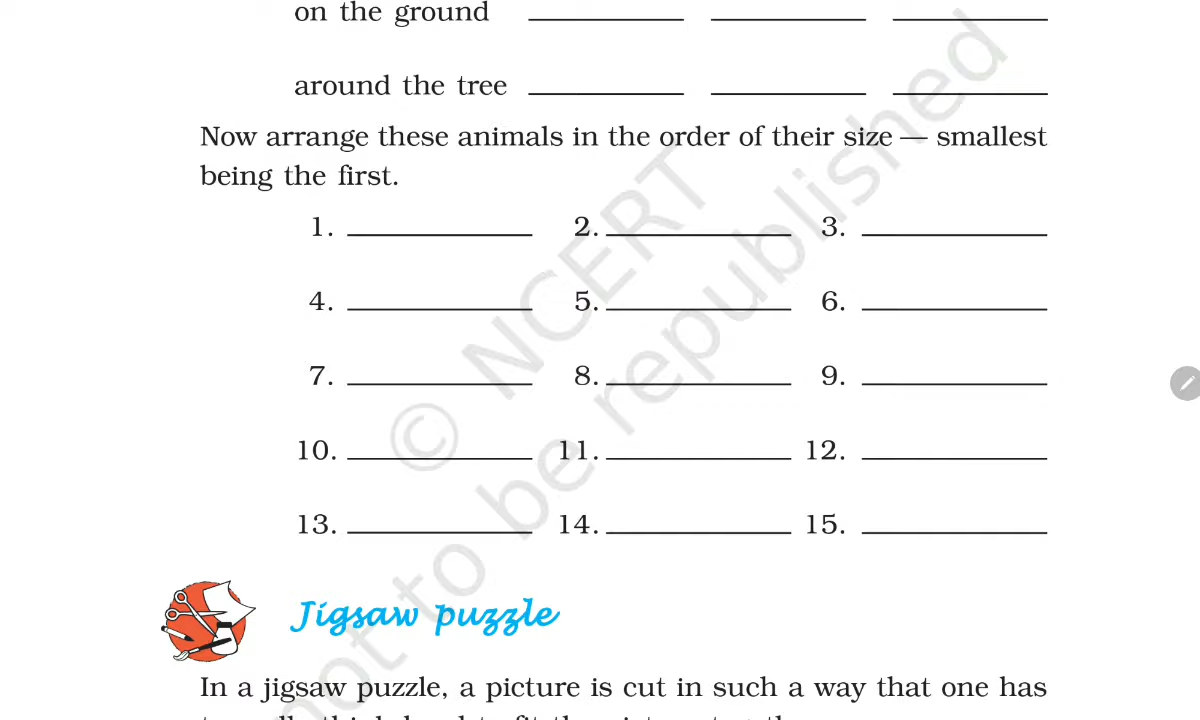 on the ground
around the tree
Now arrange these animals in the order of their size — smallest
being the first.
1. 2. 3.
4. 5. 6.
7. 8. 9.
10. 11. 12.
13. 14. 15.
© NCERT
not to be republished
Jigsaw puzzle
In a jigsaw puzzle, a picture is cut in such a way that one has